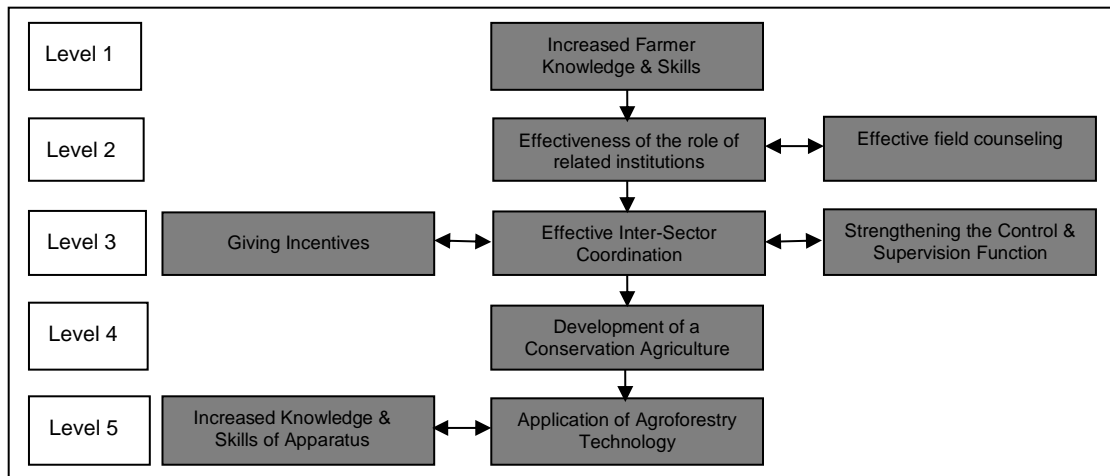 Level 1
Increased Farmer
Knowledge & Skills
Level 2
Effectiveness of the role of
related institutions
Effective field counseling
Level 3
Giving Incentives
Effective Inter-Sector
Coordination
Strengthening the Control &
Supervision Function
Level 4
Development of a
Conservation Agriculture
Level 5
Increased Knowledge &
Skills of Apparatus
Application of Agroforestry
Technology